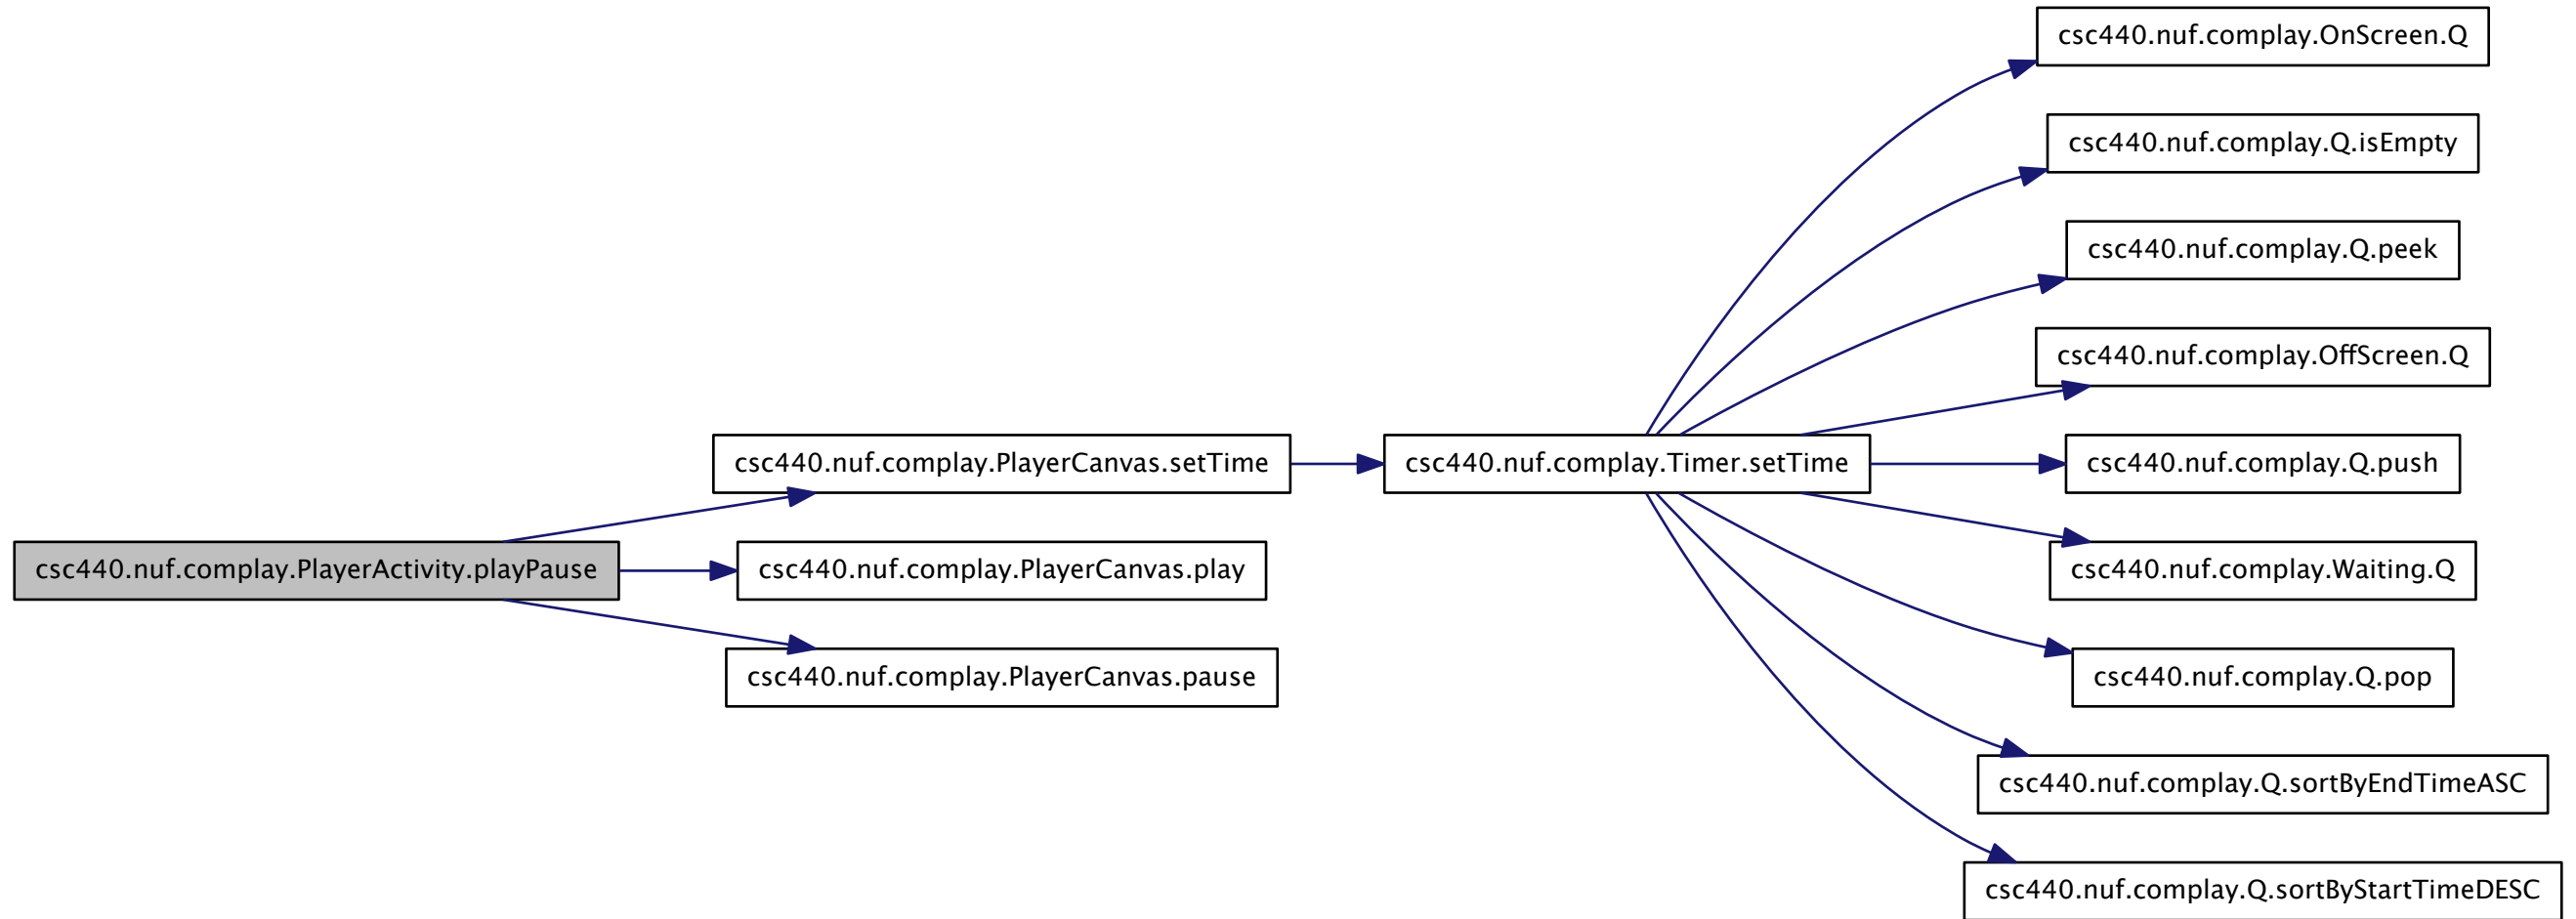 csc440.nuf.complay.OnScreen.Q
csc440.nuf.complay.Q.isEmpty
csc440.nuf.complay.Q.peek
csc440.nuf.complay.OffScreen.Q
csc440.nuf.complay.PlayerCanvas.setTime
csc440.nuf.complay.Timer.setTime
csc440.nuf.complay.Q.push
csc440.nuf.complay.PlayerActivity.playPause
csc440.nuf.complay.PlayerCanvas.play
csc440.nuf.complay.Waiting.Q
csc440.nuf.complay.PlayerCanvas.pause
csc440.nuf.complay.Q.pop
csc440.nuf.complay.Q.sortByEndTimeASC
csc440.nuf.complay.Q.sortByStartTimeDESC